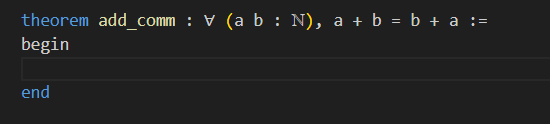 theorem add_comm : ∀ (a b : ℕ), a + b = b + a :=
begin
end